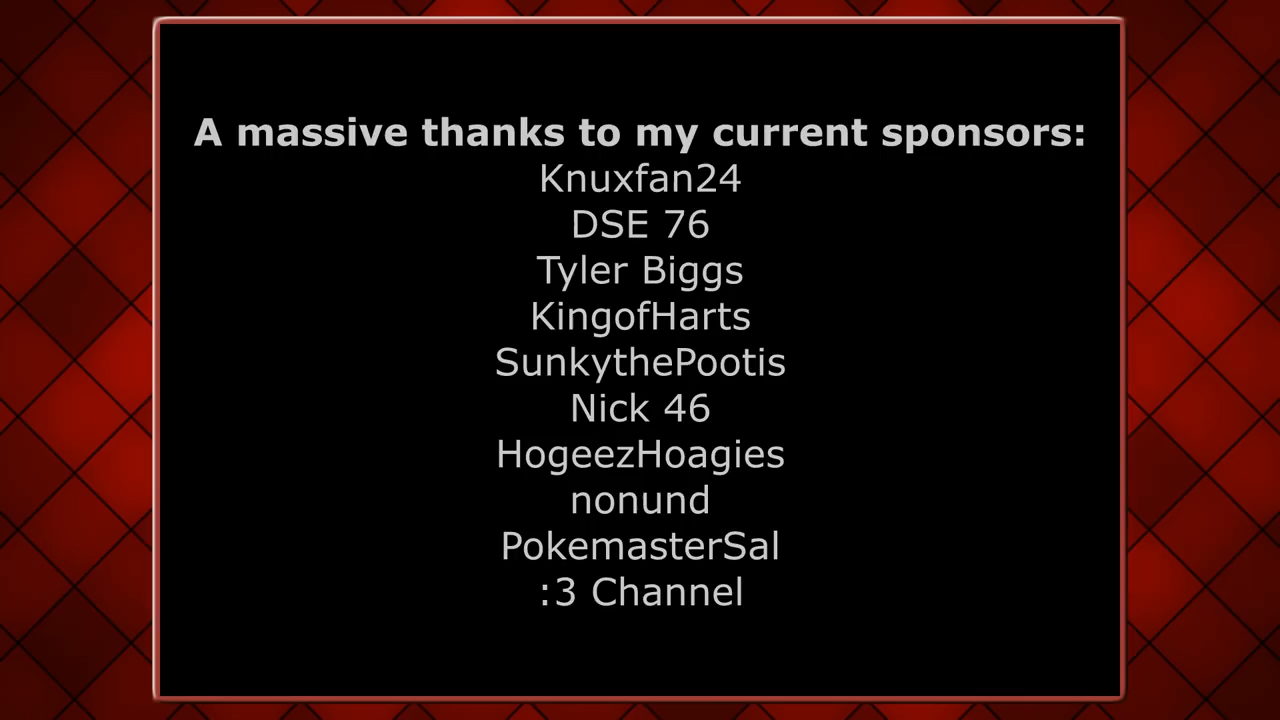 A massive thanks to my current sponsors:
Knuxfan24
DSE 76
Tyler Biggs
KingofHarts
SunkythePootis
Nick 46
HogeezHoagies
nonund
PokemasterSal
:3 Channel